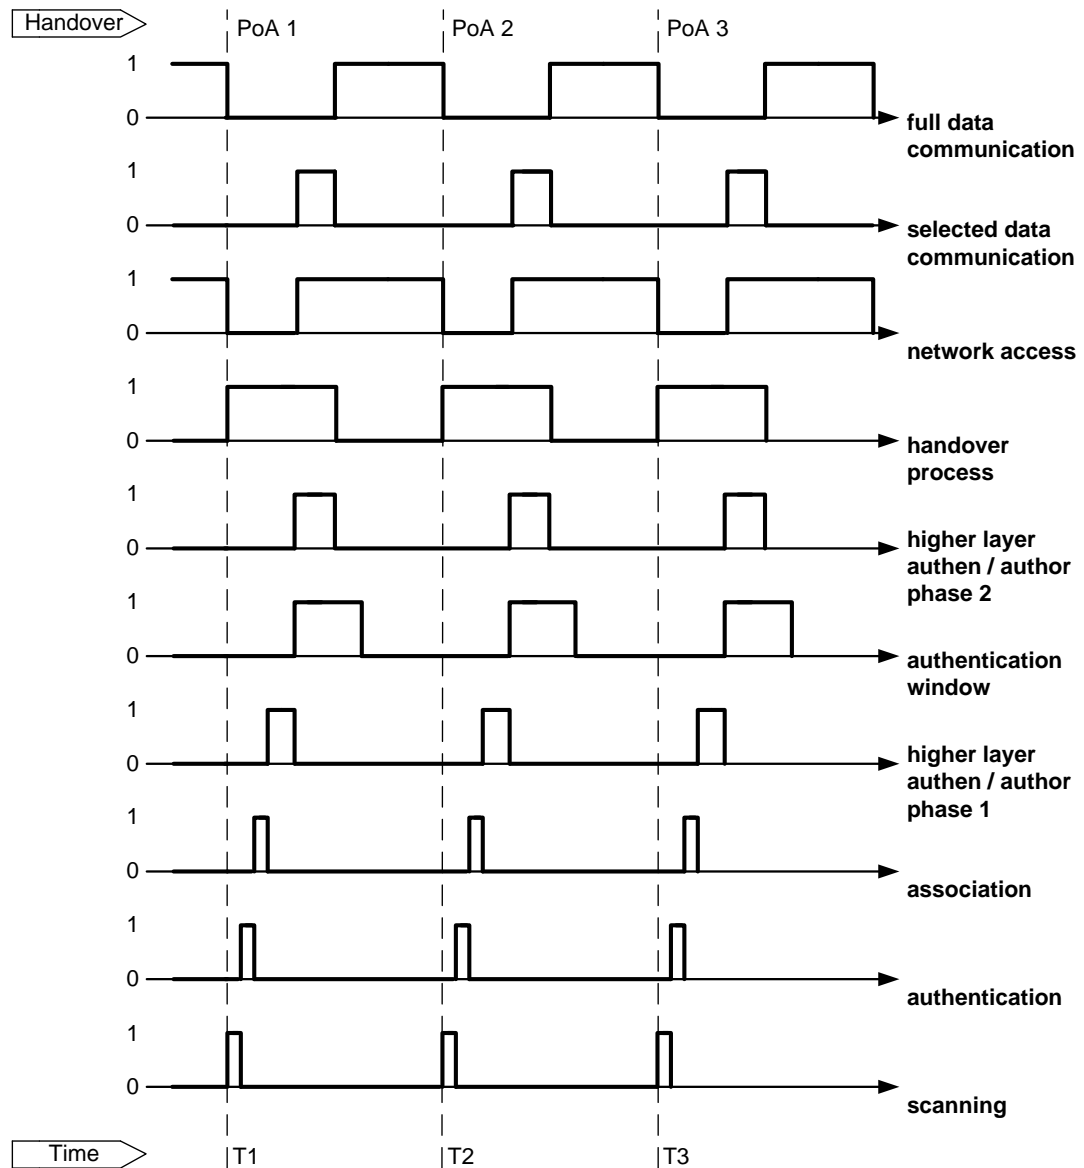 Handover PoA 1 PoA 2 PoA 3
1
0
full data
communication
1
0
selected data
communication
1
0
network access
1
0
handover
process
1
0
higher layer
authen / author
phase 2
1
0
authentication
window
1
0
higher layer
authen / author
phase 1
1
0
association
1
0
authentication
1
0
scanning
Time T1 T2 T3